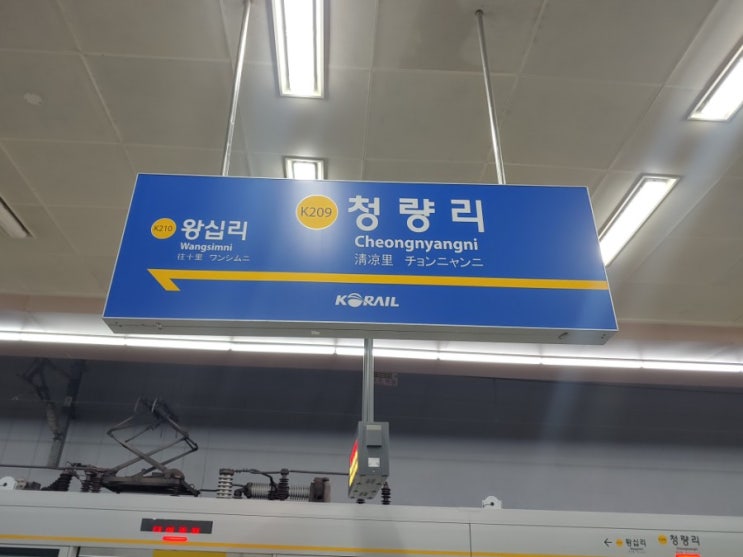 K210 왕십리
Wangsimni
往十里 ワンシムニ
K209 청량리
Cheongnyangni
淸凉里 チョンニャンニ
KORAIL
← 왕십리 청량리